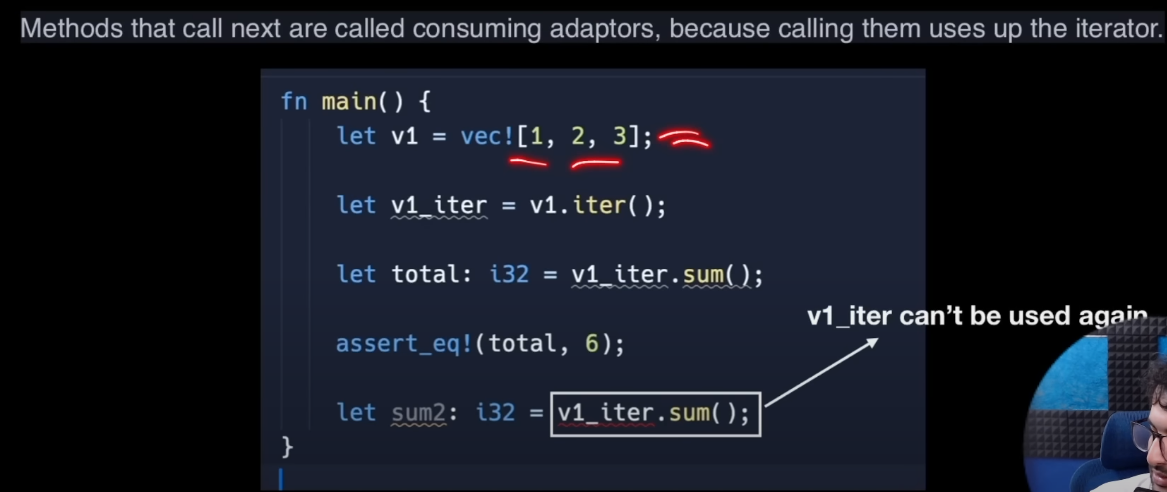 Methods that call next are called consuming adaptors, because calling them uses up the iterator.
fn main() {
let v1 = vec![1, 2, 3];
let v1_iter = v1.iter();
let total: i32 = v1_iter.sum();
v1_iter can't be used again
assert_eq!(total, 6);
let sum2: i32 = v1_iter.sum();
}